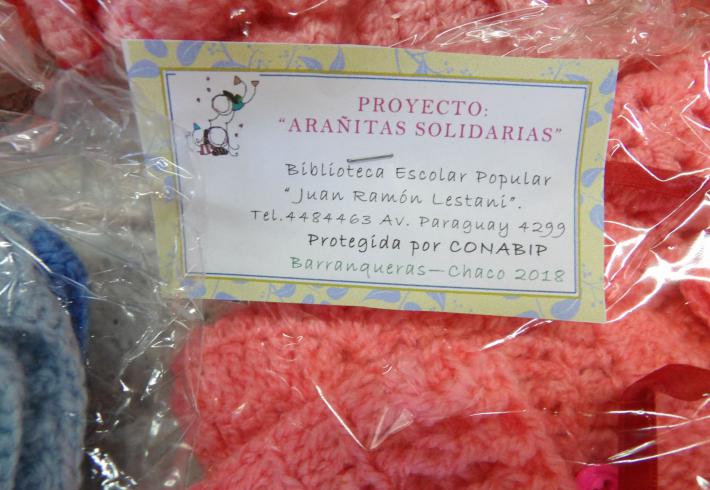 PROYECTO:
"ARAÑITAS SOLIDARIAS"
Biblioteca Escolar Popular
"Juan Ramón Lestani".
Tel.4484463 Av. Paraguay 4299
Protegida por CONABIP
Barranqueras—Chaco 2018